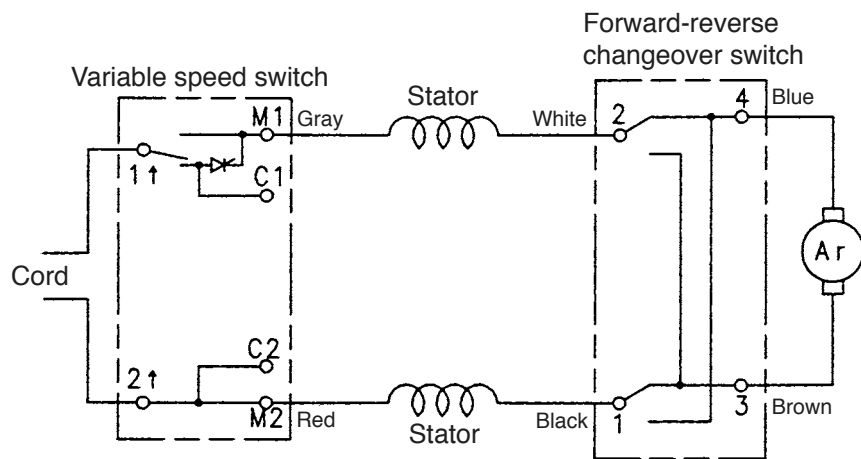 Forward-reverse
changeover switch
Variable speed switch
M1
Gray
Stator
White
2
4
Blue
1↑
C1
Cord
Ar
C2
2↑
M2
Red
Stator
Black
1
3
Brown